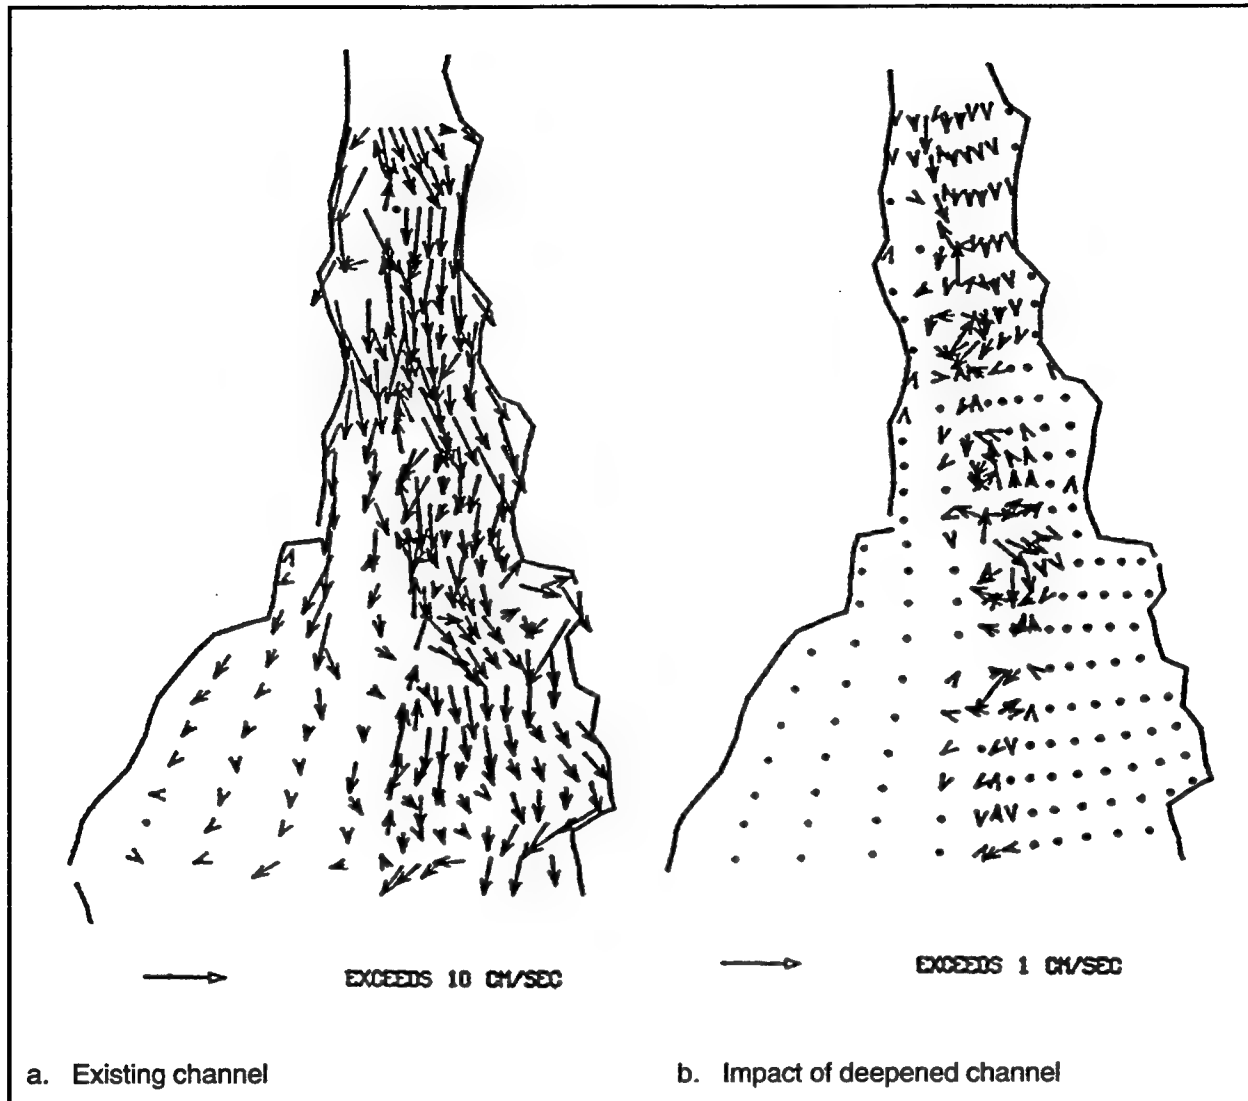 EXCEEDS 10 CM/SEC
EXCEEDS 1 CM/SEC
a. Existing channel
b. Impact of deepened channel